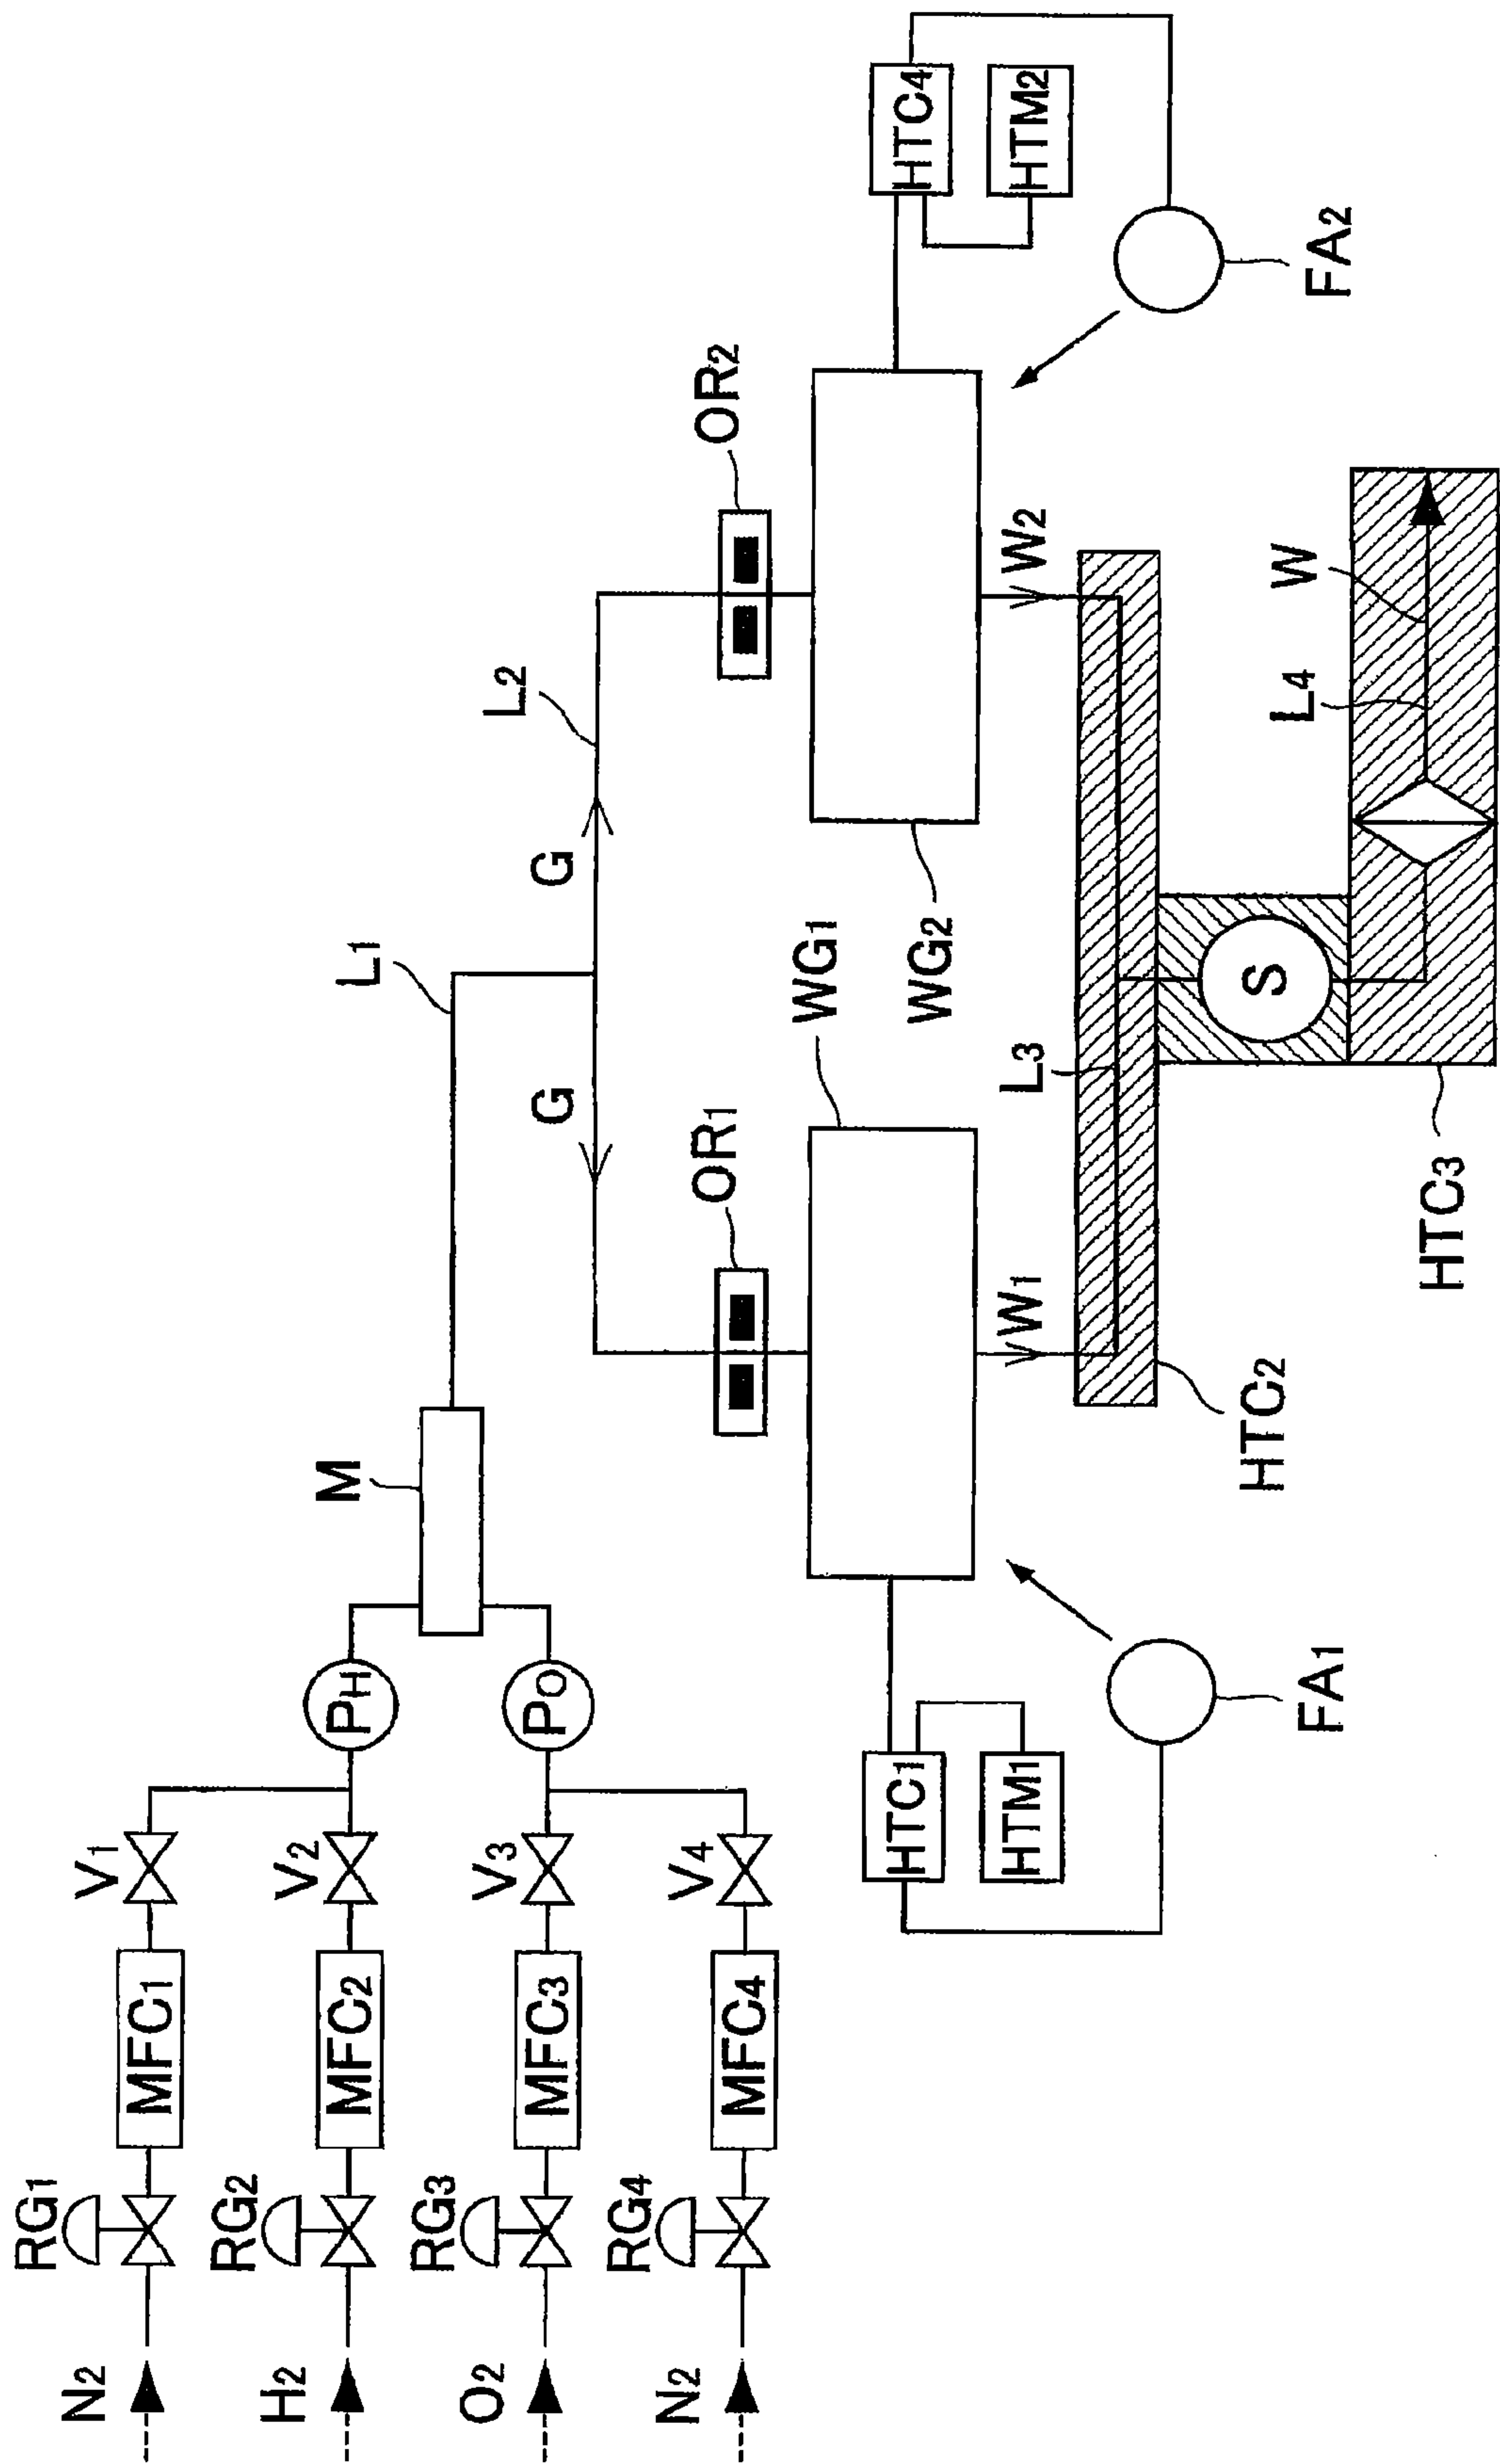 N2
RG1
MFC1
V1
H2
RG2
MFC2
V2
PH
O2
RG3
MFC3
V3
PO
N2
RG4
MFC4
V4
M
L1
L2
G
G
OR1
OR2
WG1
WG2
HTC1
HTM1
FA1
HTC4
HTM2
FA2
W1
W2
L3
HTC2
S
L4
W
HTC3